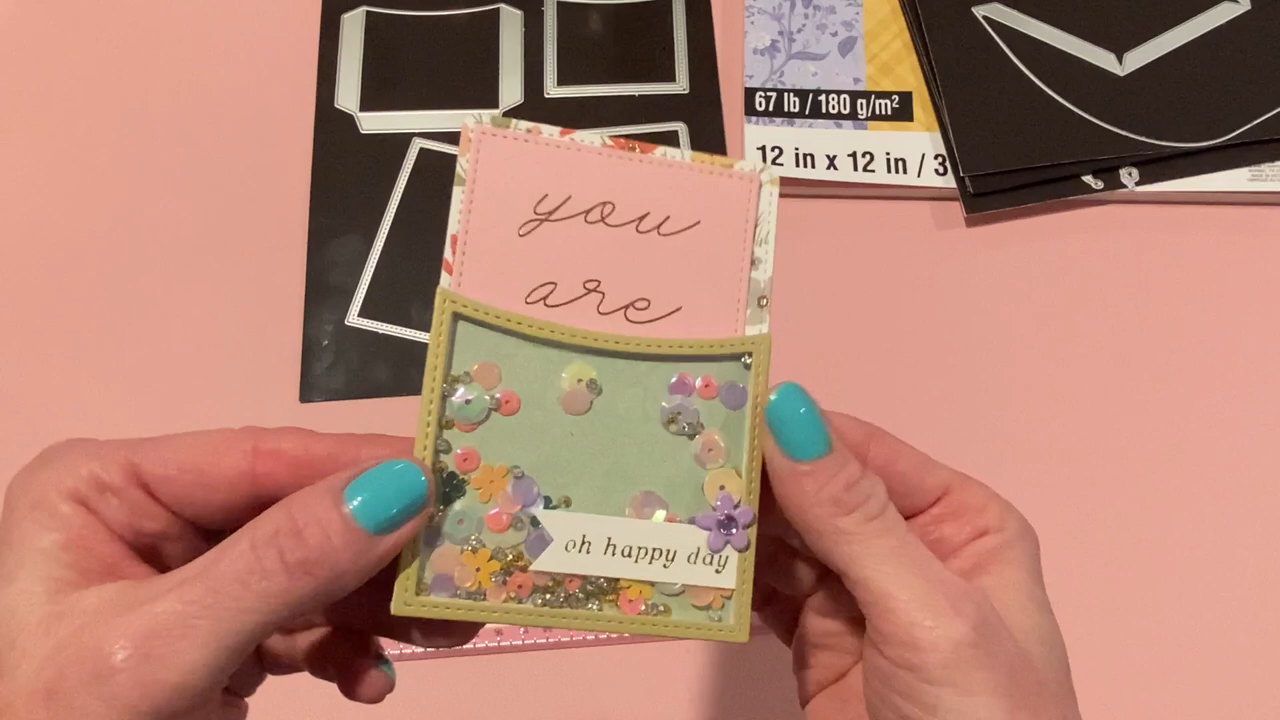 67 lb / 180 g/m²
12 in x 12 in / 3
you
are
oh happy day